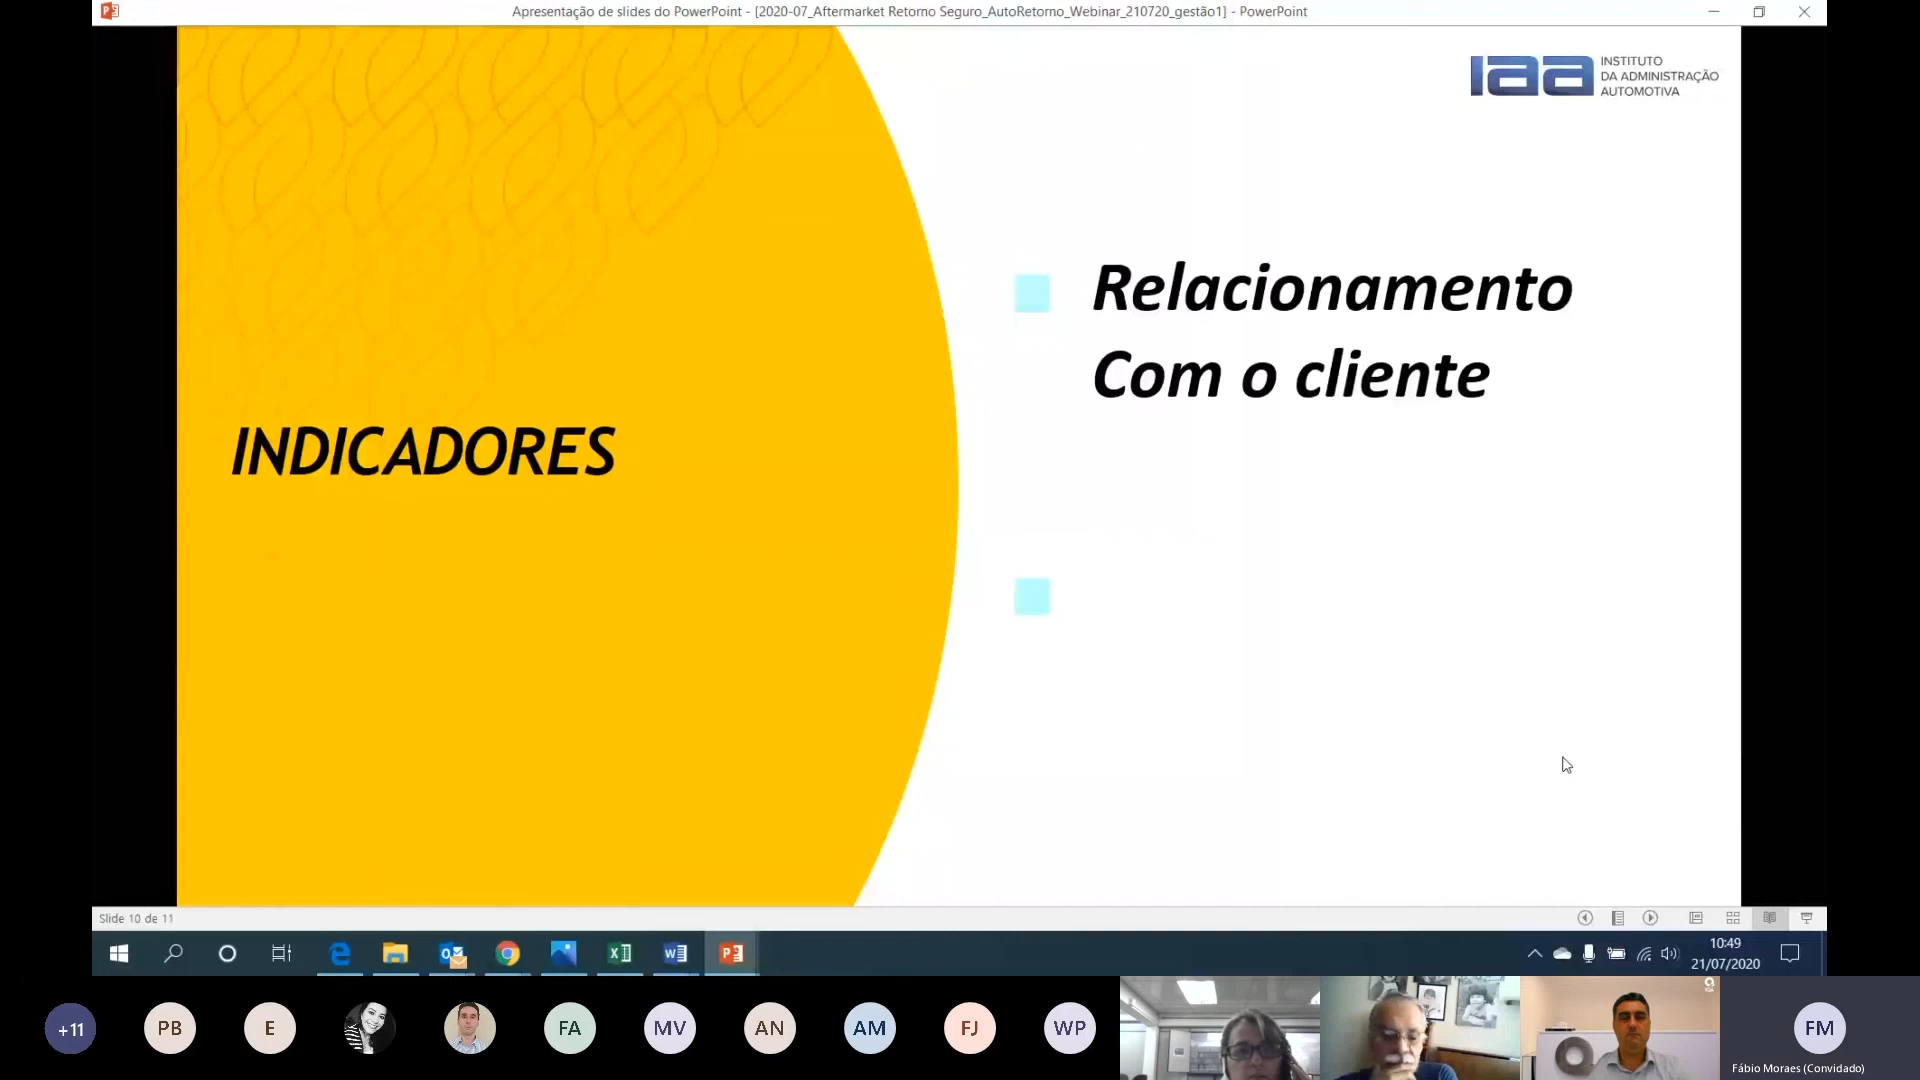 Apresentação de slides do PowerPoint - [2020-07_Aftermarket Retorno Seguro_AutoRetorno_Webinar_210720_gestão1] - PowerPoint
iaa
INSTITUTO
DA ADMINISTRAÇÃO
AUTOMOTIVA
Relacionamento
Com o cliente
INDICADORES
Slide 10 de 11
10:49
21/07/2020
+11
PB
E
FA
MV
AN
AM
FJ
WP
FM
Fábio Moraes (Convidado)